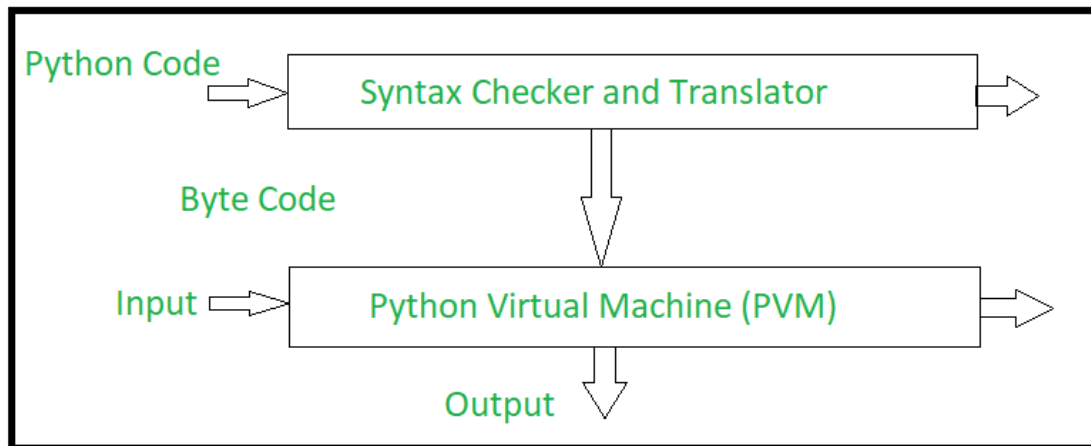 Python Code
Syntax Checker and Translator
Byte Code
Input
Python Virtual Machine (PVM)
Output